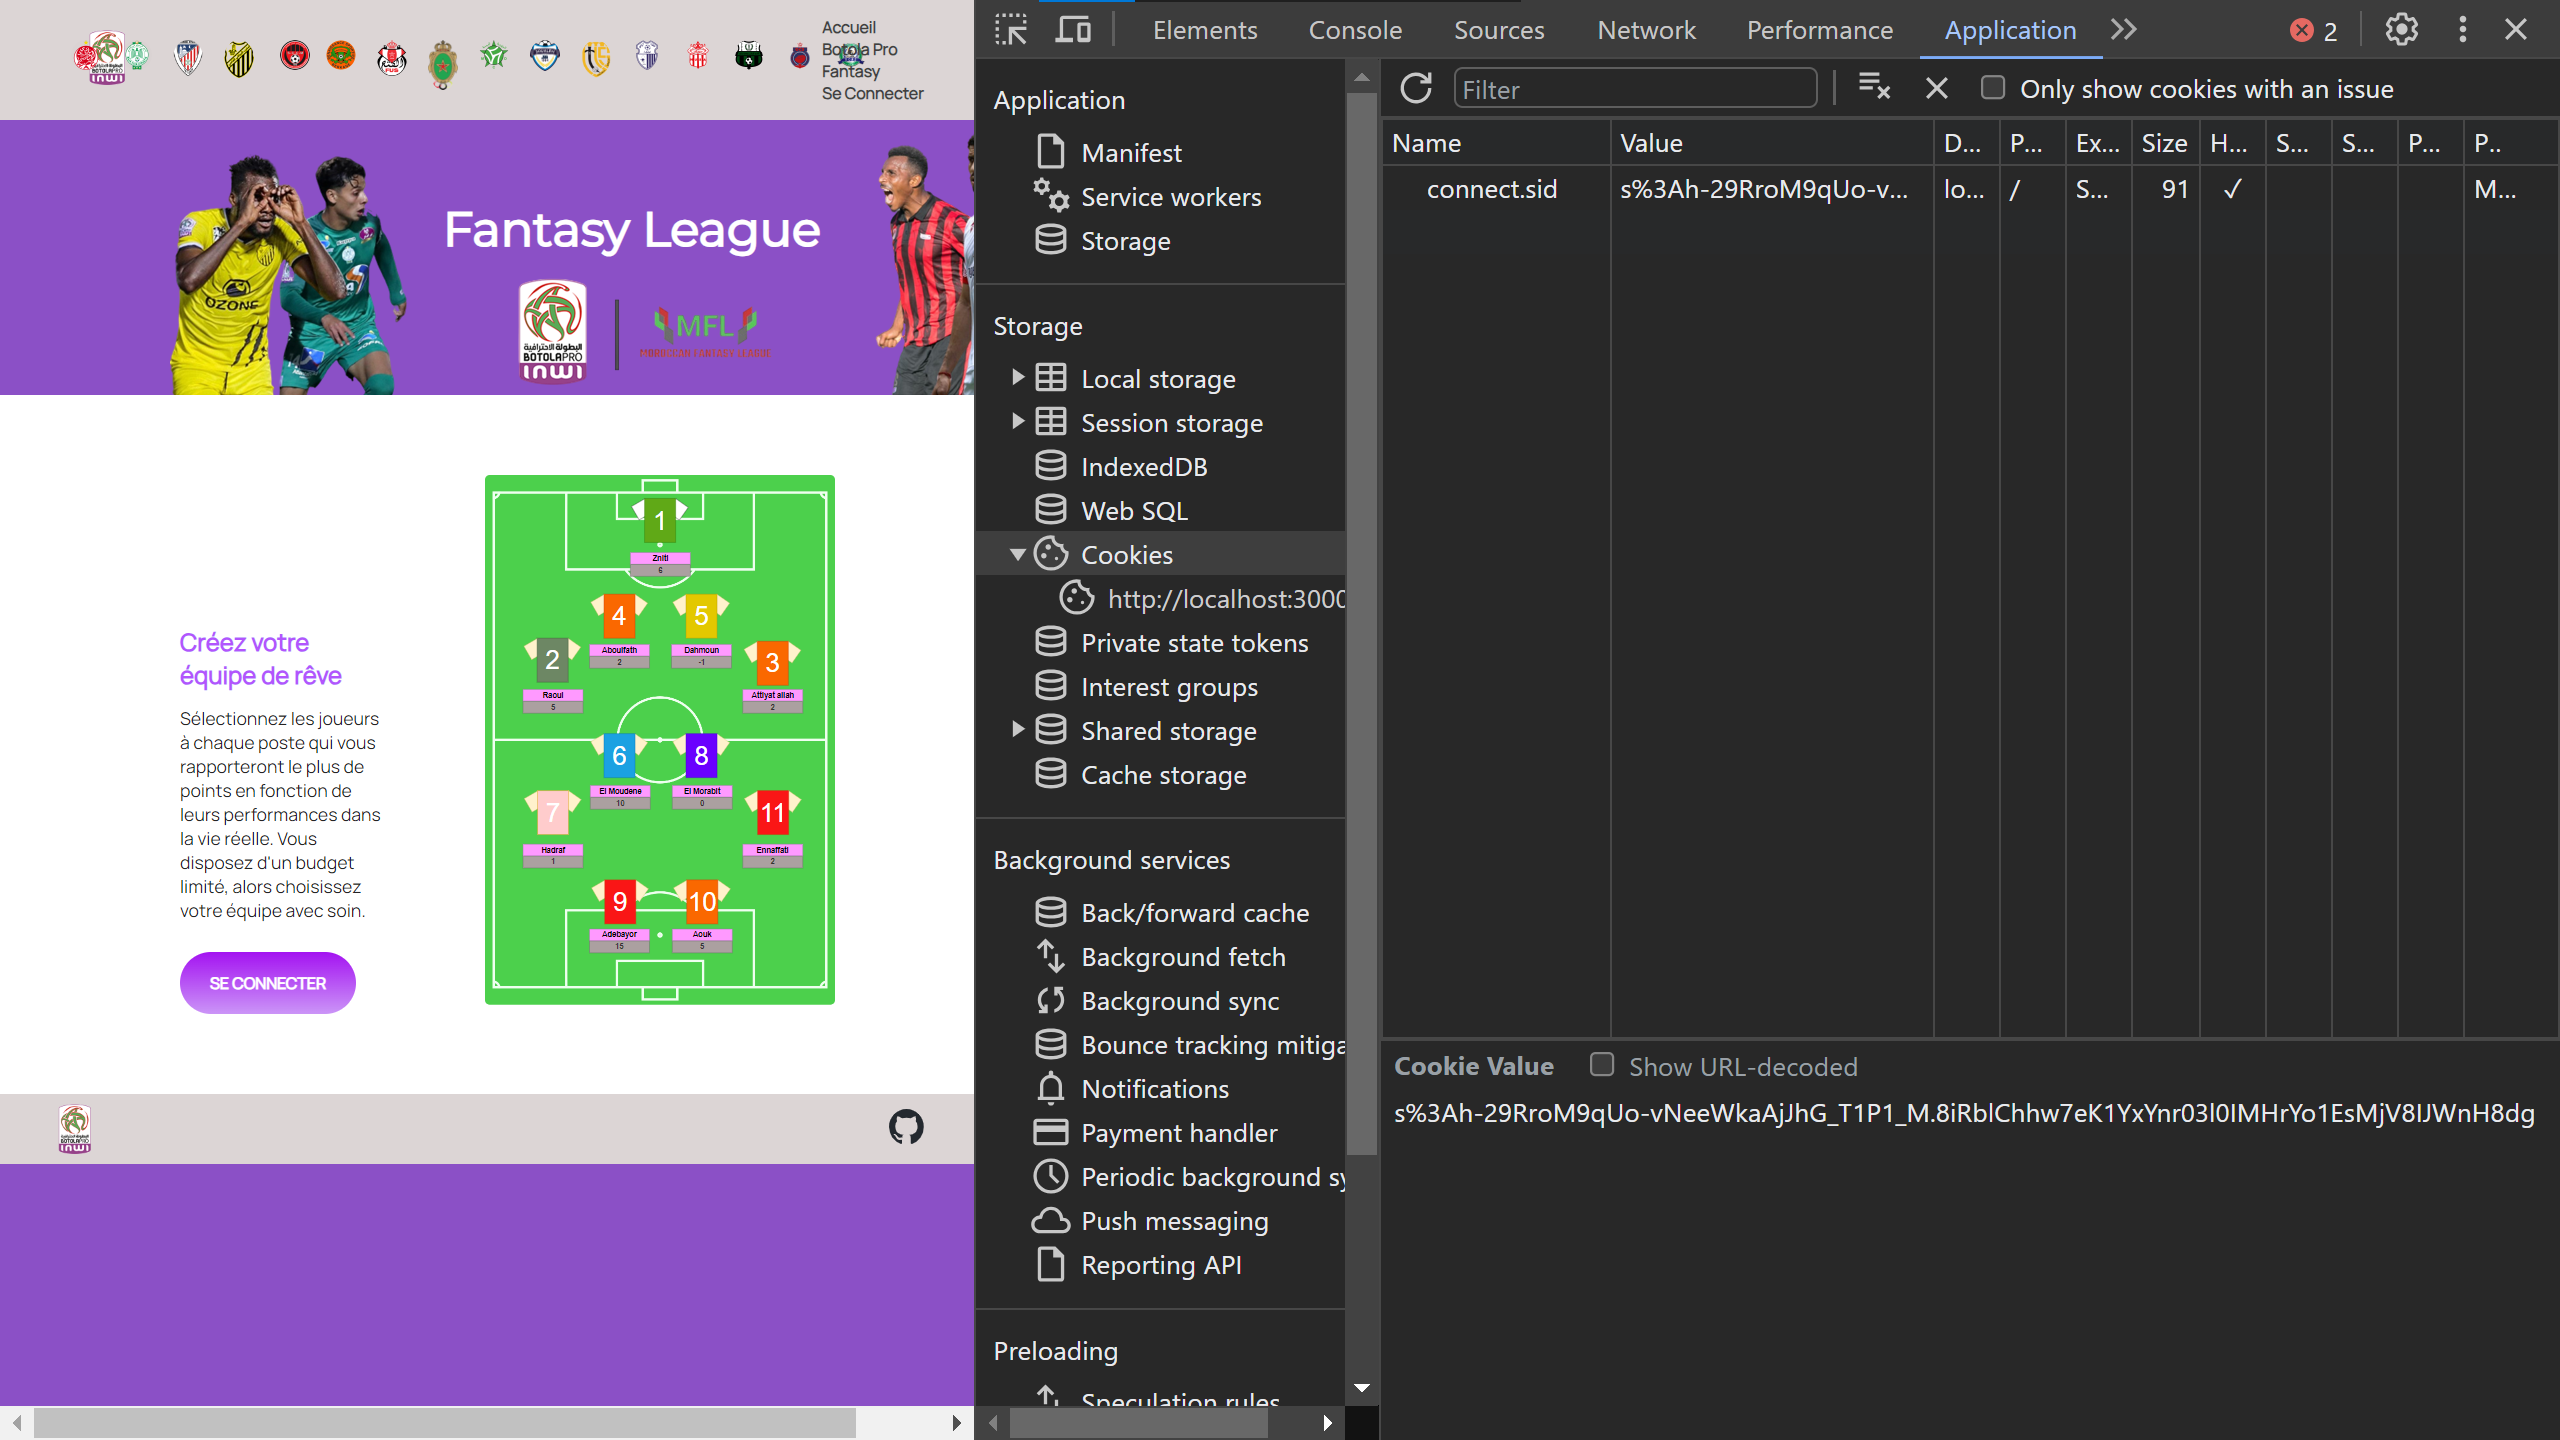 Accueil
Botola Pro
Fantasy
Se Connecter
Fantasy League
OZONE
البطولة الاحترافية
BOTOLAPRO
inwi
MFL
Créez votre
équipe de rêve
Sélectionnez les joueurs
à chaque poste qui vous
rapporteront le plus de
points en fonction de
leurs performances dans
la vie réelle. Vous
disposez d'un budget
limité, alors choisissez
votre équipe avec soin.
SE CONNECTER
1
Zniti
6
4
Aboulfath
2
5
Dahmoun
-1
2
Raoul
5
3
Attiyat allah
2
6
El Moudene
10
8
El Morabit
0
7
Hadraf
1
11
Ennaffati
2
9
Adebayor
15
10
Aouk
5
Elements
Console
Sources
Network
Performance
Application
2
Application
Manifest
Service workers
Storage
Storage
Local storage
Session storage
IndexedDB
Web SQL
Cookies
http://localhost:3000
Private state tokens
Interest groups
Shared storage
Cache storage
Background services
Back/forward cache
Background fetch
Background sync
Bounce tracking mitiga
Notifications
Payment handler
Periodic background sy
Push messaging
Reporting API
Preloading
Speculation rules
Filter
Only show cookies with an issue
Name Value D... P... Ex... Size H... S... S... P... P..
connect.sid s%3Ah-29RroM9qUo-v... lo... / S... 91 ✓ M...
Cookie Value Show URL-decoded
s%3Ah-29RroM9qUo-vNeeWkaAjJhG_T1P1_M.8iRblChhw7eK1YxYnr03l0IMHrYo1EsMjV8IJWnH8dg